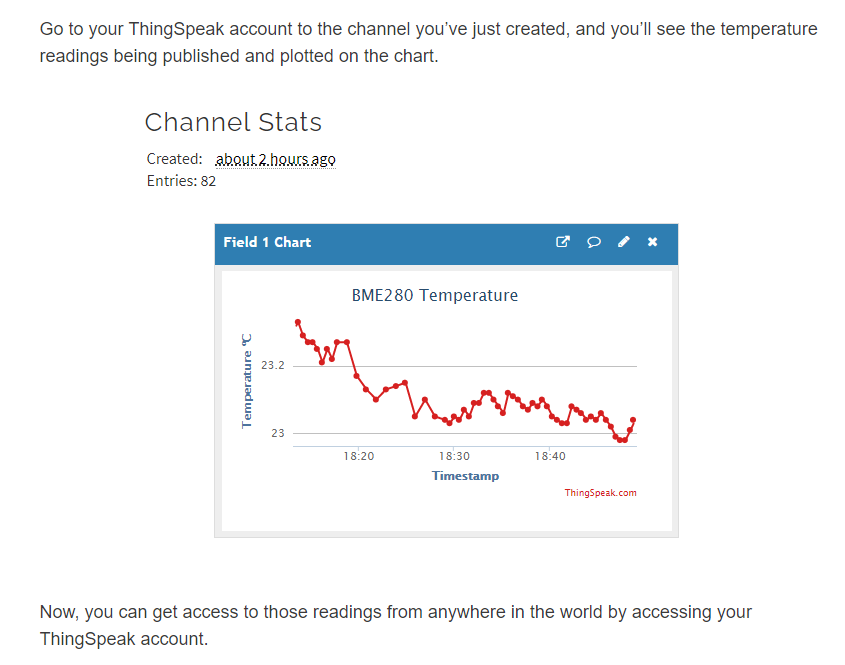 Go to your ThingSpeak account to the channel you’ve just created, and you’ll see the temperature
readings being published and plotted on the chart.
Channel Stats
Created: about 2 hours ago
Entries: 82
Field 1 Chart
BME280 Temperature
Temperature °C
23.2
23
18:20 18:30 18:40
Timestamp
ThingSpeak.com
Now, you can get access to those readings from anywhere in the world by accessing your
ThingSpeak account.